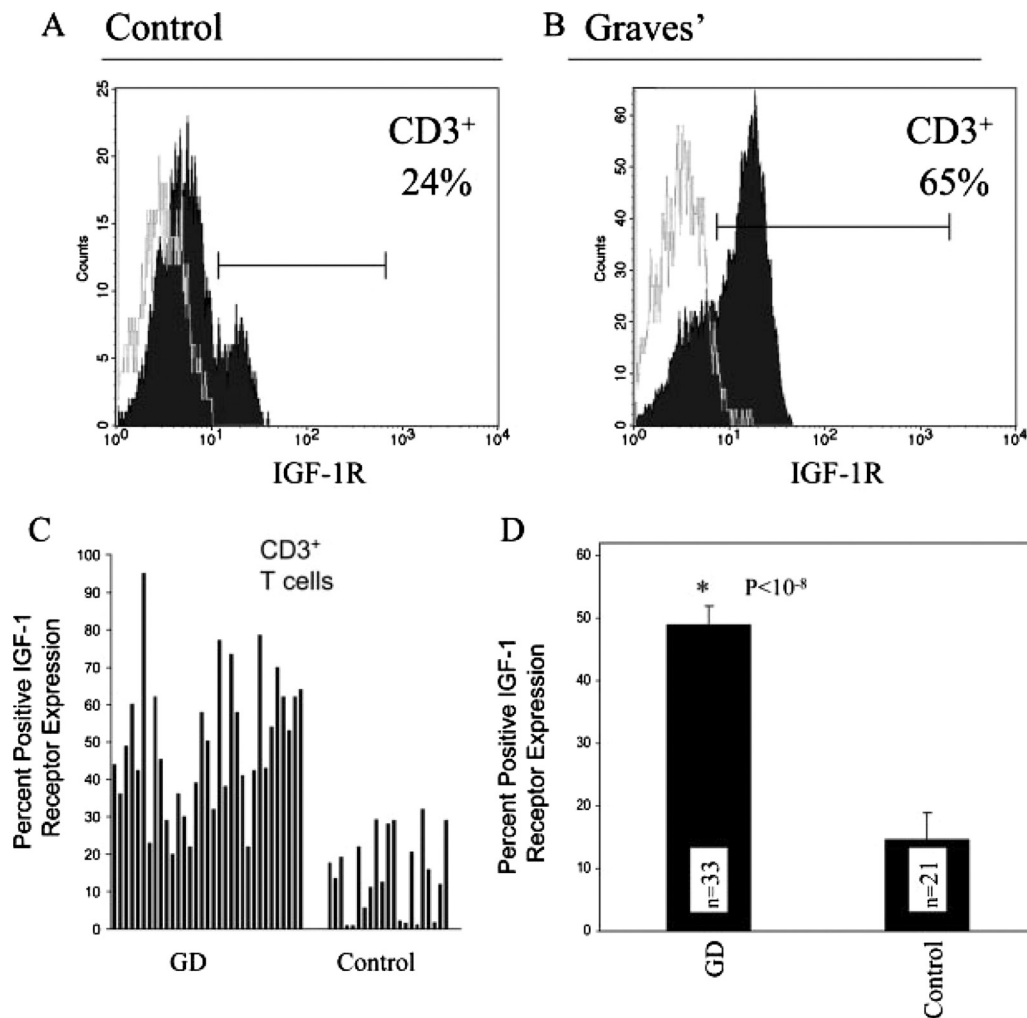 A Control
B Graves’
CD3+
24%
25
20
15
10
5
0
Counts
10^0 10^1 10^2 10^3 10^4
IGF-1R
CD3+
65%
60
50
40
30
20
10
0
Counts
10^0 10^1 10^2 10^3 10^4
IGF-1R
C
CD3+
T cells
100
90
80
70
60
50
40
30
20
10
0
Percent Positive IGF-1
Receptor Expression
GD Control
D
* P<10^-8
60
50
40
30
20
10
0
Percent Positive IGF-1
Receptor Expression
n=33
n=21
GD
Control